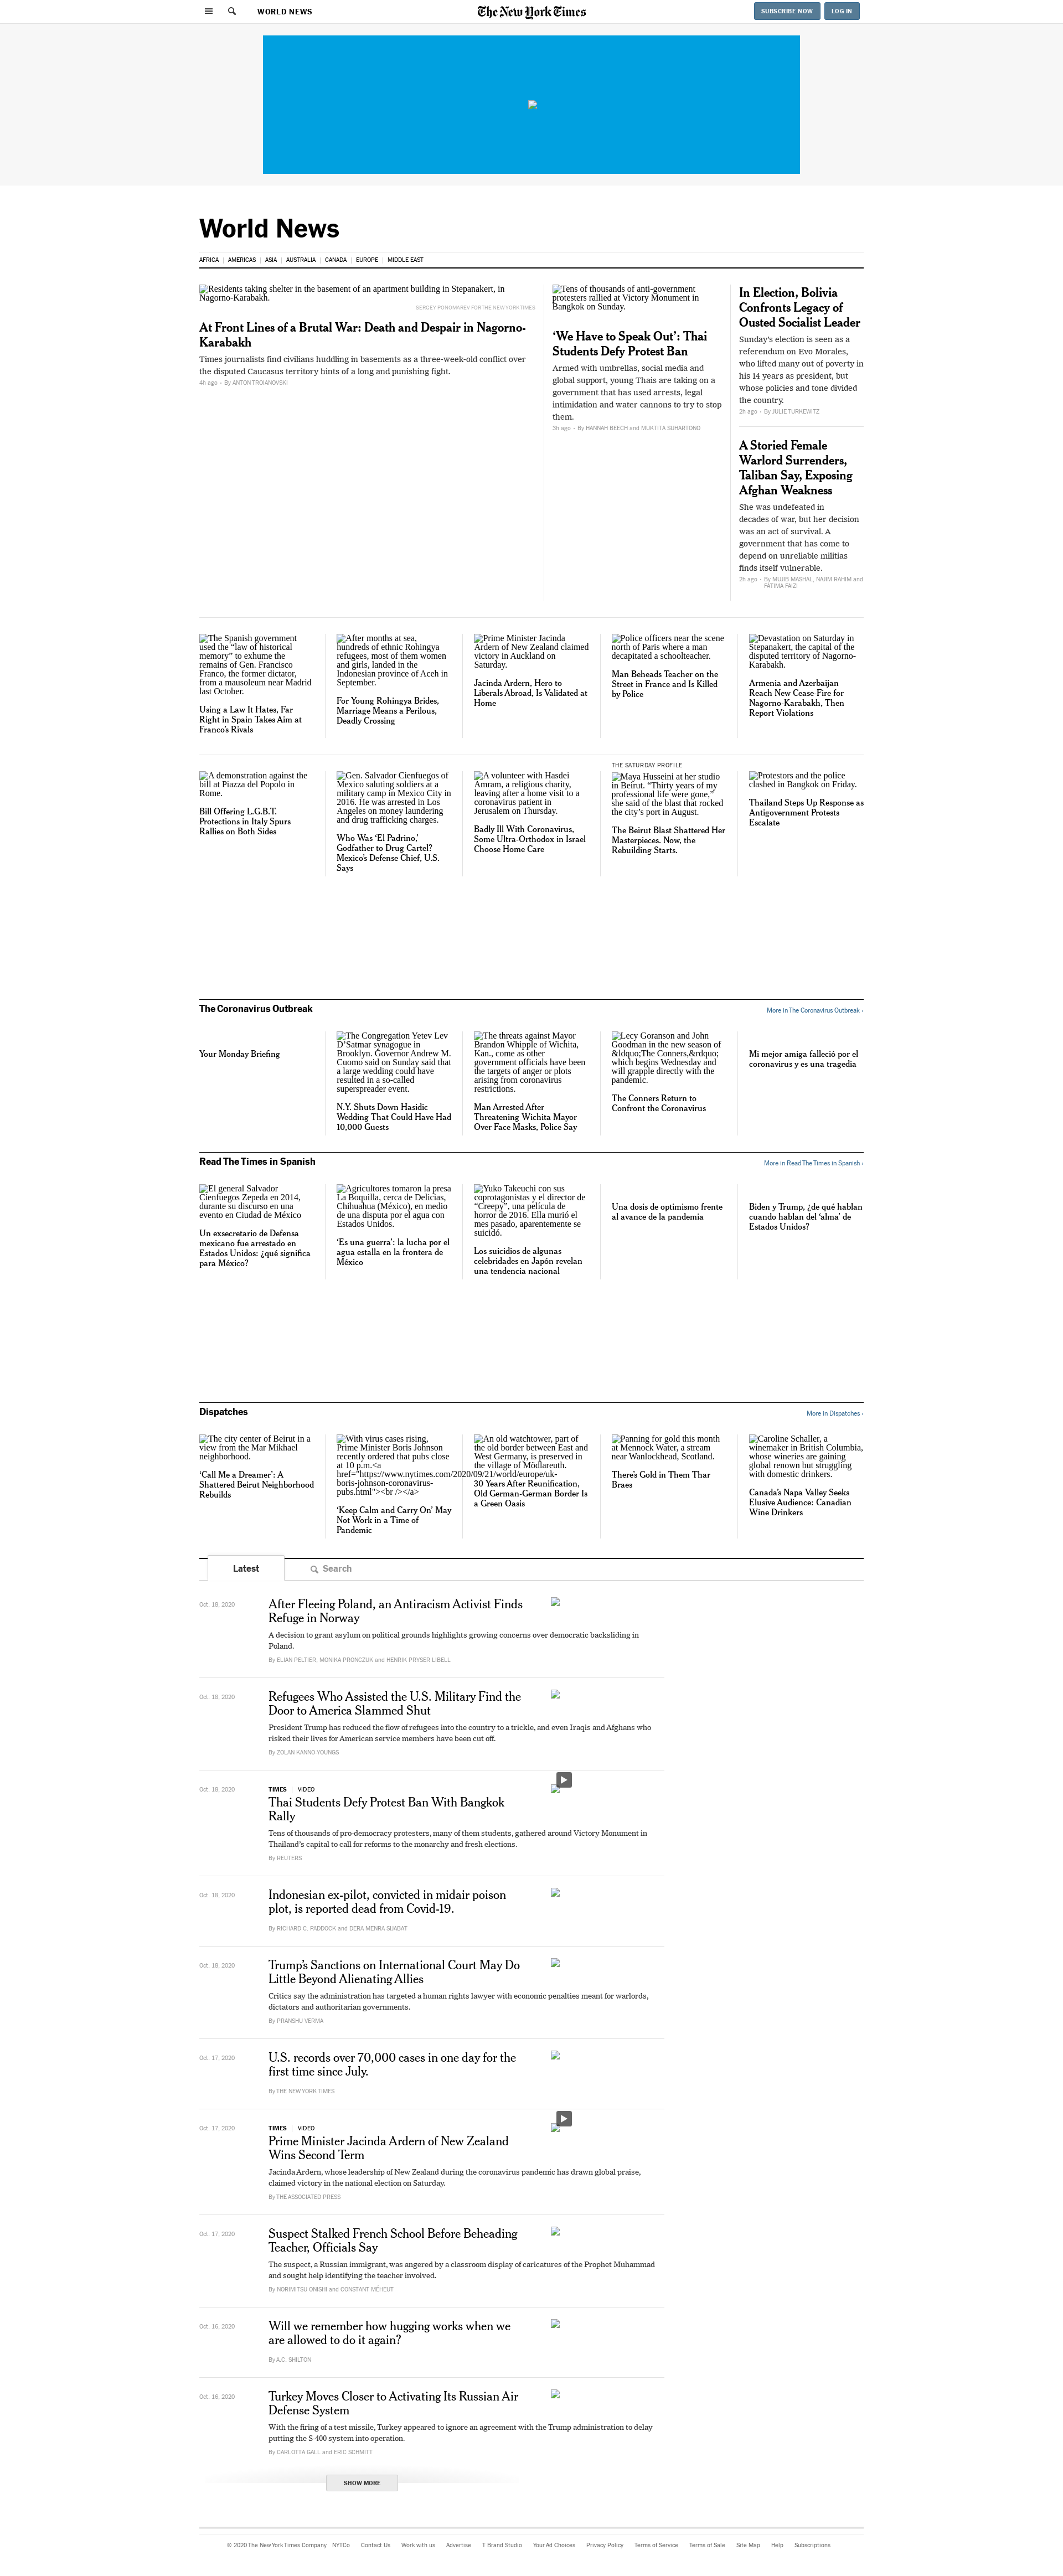 WORLD NEWS
The New York Times
SUBSCRIBE NOW
LOG IN
World News
AFRICA
AMERICAS
ASIA
AUSTRALIA
CANADA
EUROPE
MIDDLE EAST
Residents taking shelter in the basement of an apartment building in Stepanakert, in
Nagorno-Karabakh.
SERGEY PONOMAREV FOR THE NEW YORK TIMES
At Front Lines of a Brutal War: Death and Despair in Nagorno-
Karabakh
Times journalists find civilians huddling in basements as a three-week-old conflict over
the disputed Caucasus territory hints of a long and punishing fight.
4h ago • By ANTON TROIANOVSKI
Tens of thousands of anti-government
protesters rallied at Victory Monument in
Bangkok on Sunday.
‘We Have to Speak Out’: Thai
Students Defy Protest Ban
Armed with umbrellas, social media and
global support, young Thais are taking on a
government that has used arrests, legal
intimidation and water cannons to try to stop
them.
3h ago • By HANNAH BEECH and MUKTITA SUHARTONO
In Election, Bolivia
Confronts Legacy of
Ousted Socialist Leader
Sunday’s election is seen as a
referendum on Evo Morales,
who lifted many out of poverty in
his 14 years as president, but
whose policies and tone divided
the country.
2h ago • By JULIE TURKEWITZ
A Storied Female
Warlord Surrenders,
Taliban Say, Exposing
Afghan Weakness
She was undefeated in
decades of war, but her decision
was an act of survival. A
government that has come to
depend on unreliable militias
finds itself vulnerable.
2h ago • By MUJIB MASHAL, NAJIM RAHIM and
FATIMA FAIZI
The Spanish government
used the “law of historical
memory” to exhume the
remains of Gen. Francisco
Franco, the former dictator,
from a mausoleum near Madrid
last October.
Using a Law It Hates, Far
Right in Spain Takes Aim at
Franco’s Rivals
After months at sea,
hundreds of ethnic Rohingya
refugees, most of them women
and girls, landed in the
Indonesian province of Aceh in
September.
For Young Rohingya Brides,
Marriage Means a Perilous,
Deadly Crossing
Prime Minister Jacinda
Ardern of New Zealand claimed
victory in Auckland on
Saturday.
Jacinda Ardern, Hero to
Liberals Abroad, Is Validated at
Home
Police officers near the scene
north of Paris where a man
decapitated a schoolteacher.
Man Beheads Teacher on the
Street in France and Is Killed
by Police
Devastation on Saturday in
Stepanakert, the capital of the
disputed territory of Nagorno-
Karabakh.
Armenia and Azerbaijan
Reach New Cease-Fire for
Nagorno-Karabakh, Then
Report Violations
A demonstration against the
bill at Piazza del Popolo in
Rome.
Bill Offering L.G.B.T.
Protections in Italy Spurs
Rallies on Both Sides
Gen. Salvador Cienfuegos of
Mexico saluting soldiers at a
military camp in Mexico City in
2016. He was arrested in Los
Angeles on money laundering
and drug trafficking charges.
Who Was ‘El Padrino,’
Godfather to Drug Cartel?
Mexico’s Defense Chief, U.S.
Says
A volunteer with Hasdei
Amram, a religious charity,
leaving after a home visit to a
coronavirus patient in
Jerusalem on Thursday.
Badly Ill With Coronavirus,
Some Ultra-Orthodox in Israel
Choose Home Care
THE SATURDAY PROFILE
Maya Husseini at her studio
in Beirut. “Thirty years of my
professional life were gone,”
she said of the blast that rocked
the city’s port in August.
The Beirut Blast Shattered Her
Masterpieces. Now, the
Rebuilding Starts.
Protestors and the police
clashed in Bangkok on Friday.
Thailand Steps Up Response as
Antigovernment Protests
Escalate
The Coronavirus Outbreak
More in The Coronavirus Outbreak ›
Your Monday Briefing
The Congregation Yetev Lev
D’Satmar synagogue in
Brooklyn. Governor Andrew M.
Cuomo said on Sunday said that
a large wedding could have
resulted in a so-called
superspreader event.
N.Y. Shuts Down Hasidic
Wedding That Could Have Had
10,000 Guests
The threats against Mayor
Brandon Whipple of Wichita,
Kan., come as other
government officials have been
the targets of anger or plots
arising from coronavirus
restrictions.
Man Arrested After
Threatening Wichita Mayor
Over Face Masks, Police Say
Lecy Goranson and John
Goodman in the new season of
&ldquo;The Conners,&rdquo;
which begins Wednesday and
will grapple directly with the
pandemic.
The Conners Return to
Confront the Coronavirus
Mi mejor amiga falleció por el
coronavirus y es una tragedia
Read The Times in Spanish
More in Read The Times in Spanish ›
El general Salvador
Cienfuegos Zepeda en 2014,
durante su discurso en una
evento en Ciudad de México
Un exsecretario de Defensa
mexicano fue arrestado en
Estados Unidos: ¿qué significa
para México?
Agricultores tomaron la presa
La Boquilla, cerca de Delicias,
Chihuahua (México), en medio
de una disputa por el agua con
Estados Unidos.
‘Es una guerra’: la lucha por el
agua estalla en la frontera de
México
Yuko Takeuchi con sus
coprotagonistas y el director de
“Creepy”, una película de
horror de 2016. Ella murió el
mes pasado, aparentemente se
suicidó.
Los suicidios de algunas
celebridades en Japón revelan
una tendencia nacional
Una dosis de optimismo frente
al avance de la pandemia
Biden y Trump, ¿de qué hablan
cuando hablan del ‘alma’ de
Estados Unidos?
Dispatches
More in Dispatches ›
The city center of Beirut in a
view from the Mar Mikhael
neighborhood.
‘Call Me a Dreamer’: A
Shattered Beirut Neighborhood
Rebuilds
With virus cases rising,
Prime Minister Boris Johnson
recently ordered that pubs close
at 10 p.m.<a
href="https://www.nytimes.com/2020/09/21/world/europe/uk-
boris-johnson-coronavirus-
pubs.html"><br /></a>
‘Keep Calm and Carry On’ May
Not Work in a Time of
Pandemic
An old watchtower, part of
the old border between East and
West Germany, is preserved in
the village of Mödlareuth.
30 Years After Reunification,
Old German-German Border Is
a Green Oasis
Panning for gold this month
at Mennock Water, a stream
near Wanlockhead, Scotland.
There’s Gold in Them Thar
Braes
Caroline Schaller, a
winemaker in British Columbia,
whose wineries are gaining
global renown but struggling
with domestic drinkers.
Canada’s Napa Valley Seeks
Elusive Audience: Canadian
Wine Drinkers
Latest
Search
Oct. 18, 2020
After Fleeing Poland, an Antiracism Activist Finds
Refuge in Norway
A decision to grant asylum on political grounds highlights growing concerns over democratic backsliding in
Poland.
By ELIAN PELTIER, MONIKA PRONCZUK and HENRIK PRYSER LIBELL
Oct. 18, 2020
Refugees Who Assisted the U.S. Military Find the
Door to America Slammed Shut
President Trump has reduced the flow of refugees into the country to a trickle, and even Iraqis and Afghans who
risked their lives for American service members have been cut off.
By ZOLAN KANNO-YOUNGS
Oct. 18, 2020
TIMES | VIDEO
Thai Students Defy Protest Ban With Bangkok
Rally
Tens of thousands of pro-democracy protesters, many of them students, gathered around Victory Monument in
Thailand’s capital to call for reforms to the monarchy and fresh elections.
By REUTERS
Oct. 18, 2020
Indonesian ex-pilot, convicted in midair poison
plot, is reported dead from Covid-19.
By RICHARD C. PADDOCK and DERA MENRA SIJABAT
Oct. 18, 2020
Trump’s Sanctions on International Court May Do
Little Beyond Alienating Allies
Critics say the administration has targeted a human rights lawyer with economic penalties meant for warlords,
dictators and authoritarian governments.
By PRANSHU VERMA
Oct. 17, 2020
U.S. records over 70,000 cases in one day for the
first time since July.
By THE NEW YORK TIMES
Oct. 17, 2020
TIMES | VIDEO
Prime Minister Jacinda Ardern of New Zealand
Wins Second Term
Jacinda Ardern, whose leadership of New Zealand during the coronavirus pandemic has drawn global praise,
claimed victory in the national election on Saturday.
By THE ASSOCIATED PRESS
Oct. 17, 2020
Suspect Stalked French School Before Beheading
Teacher, Officials Say
The suspect, a Russian immigrant, was angered by a classroom display of caricatures of the Prophet Muhammad
and sought help identifying the teacher involved.
By NORIMITSU ONISHI and CONSTANT MÉHEUT
Oct. 16, 2020
Will we remember how hugging works when we
are allowed to do it again?
By A.C. SHILTON
Oct. 16, 2020
Turkey Moves Closer to Activating Its Russian Air
Defense System
With the firing of a test missile, Turkey appeared to ignore an agreement with the Trump administration to delay
putting the S-400 system into operation.
By CARLOTTA GALL and ERIC SCHMITT
SHOW MORE
© 2020 The New York Times Company
NYTCo
Contact Us
Work with us
Advertise
T Brand Studio
Your Ad Choices
Privacy Policy
Terms of Service
Terms of Sale
Site Map
Help
Subscriptions